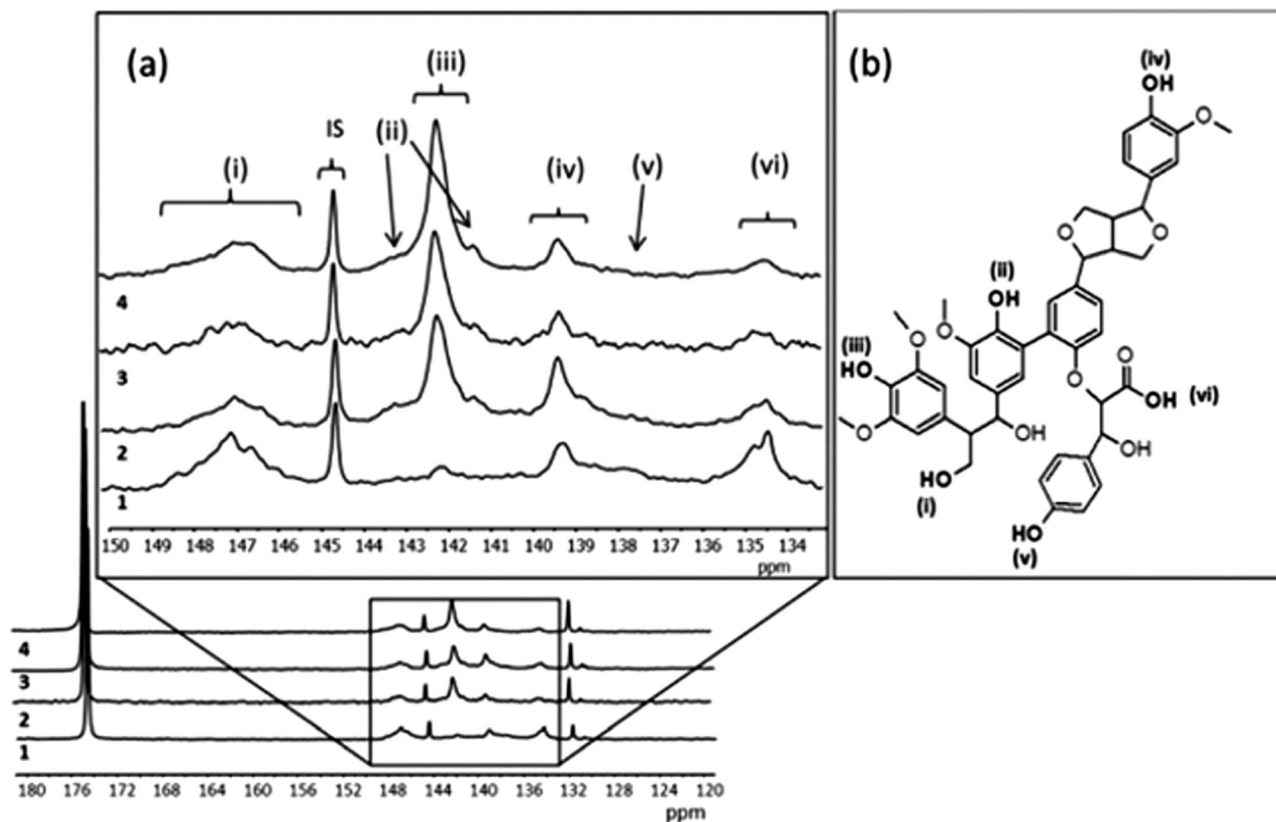 (a)
(i)
IS
(ii)
(iii)
(iv)
(v)
(vi)
4
3
2
1
150 149 148 147 146 145 144 143 142 141 140 139 138 137 136 135 134
ppm
(b)
(iv)
OH
O
O
O
(ii)
OH
O
O
(iii)
HO
O
O
O
OH
(vi)
OH
HO
(i)
OH
HO
(v)
4
3
2
1
180 176 172 168 164 160 156 152 148 144 140 136 132 128 124 120
ppm